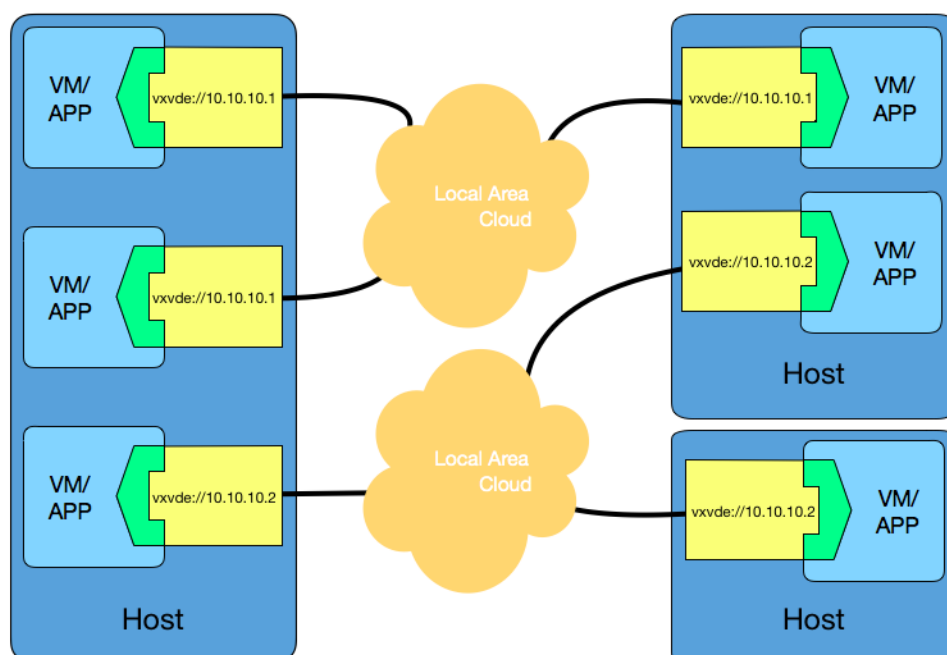 VM/
APP
vxvde://10.10.10.1
VM/
APP
vxvde://10.10.10.1
VM/
APP
vxvde://10.10.10.2
Host
Local Area
Cloud
Local Area
Cloud
vxvde://10.10.10.1
VM/
APP
vxvde://10.10.10.2
VM/
APP
Host
vxvde://10.10.10.2
VM/
APP
Host